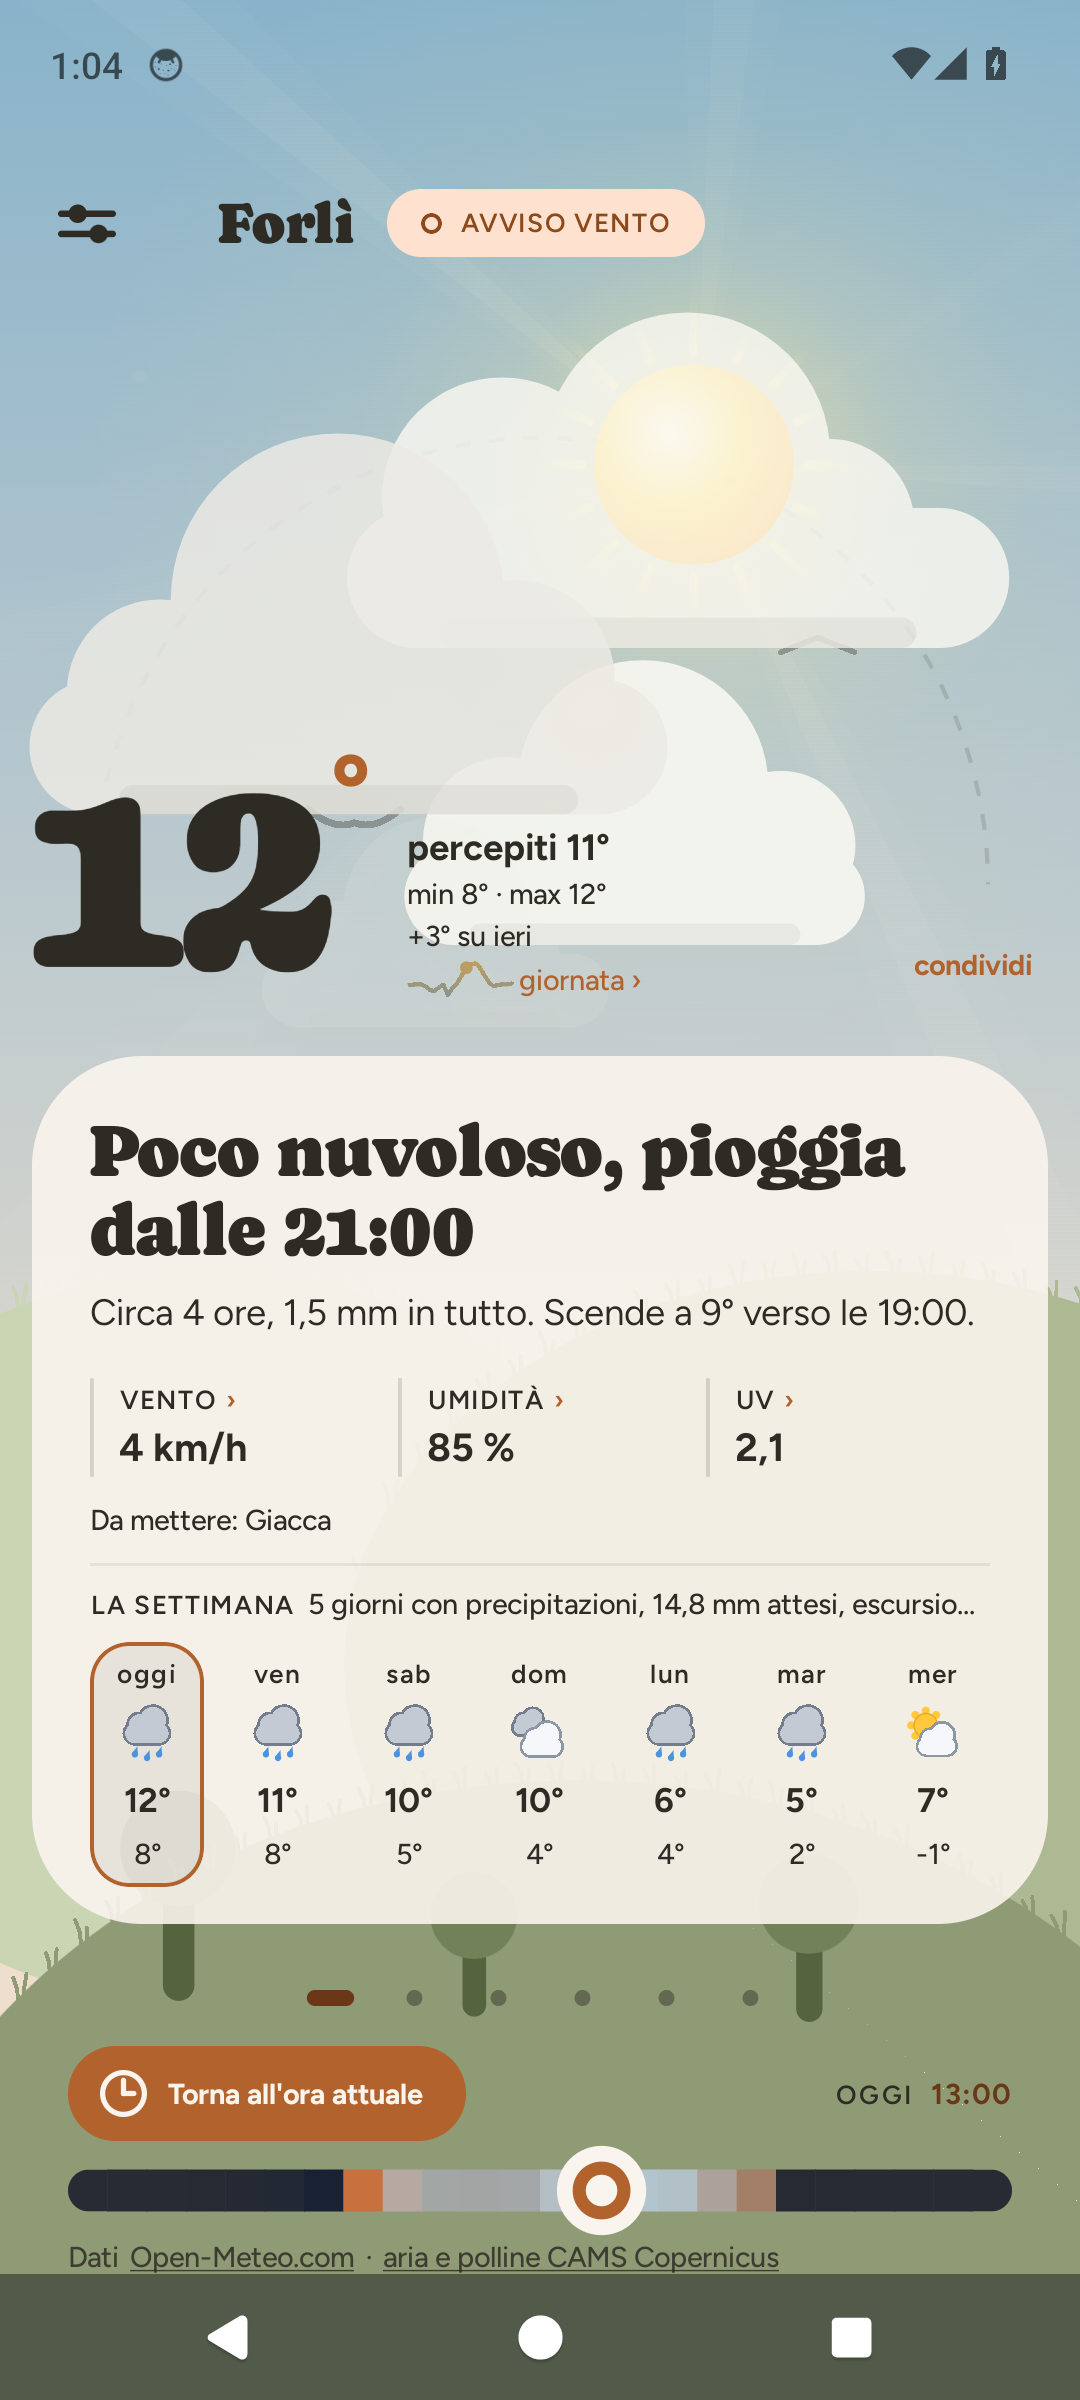 1:04
Forlì
AVVISO VENTO
12°
percepiti 11°
min 8° · max 12°
+3° su ieri
giornata ›
condividi
Poco nuvoloso, pioggia
dalle 21:00
Circa 4 ore, 1,5 mm in tutto. Scende a 9° verso le 19:00.
VENTO › UMIDITÀ › UV ›
4 km/h 85 % 2,1
Da mettere: Giacca
LA SETTIMANA 5 giorni con precipitazioni, 14,8 mm attesi, escursio...
oggi ven sab dom lun mar mer
12° 11° 10° 10° 6° 5° 7°
8° 8° 5° 4° 4° 2° -1°
Torna all'ora attuale
OGGI 13:00
Dati Open-Meteo.com · aria e polline CAMS Copernicus